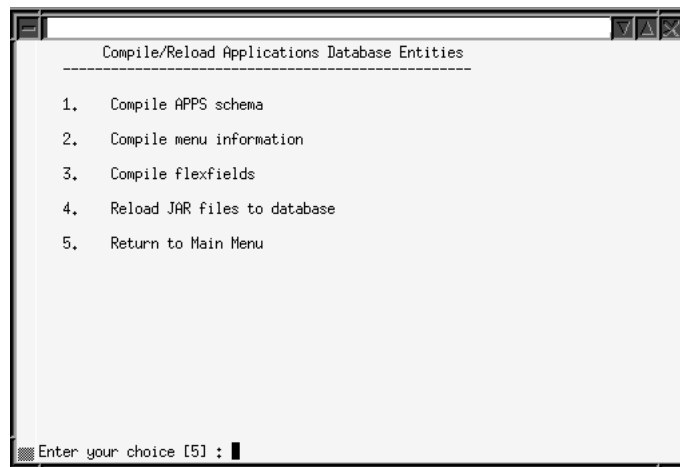 Compile/Reload Applications Database Entities
---------------------------------------------------
1. Compile APPS schema
2. Compile menu information
3. Compile flexfields
4. Reload JAR files to database
5. Return to Main Menu
Enter your choice [5] :